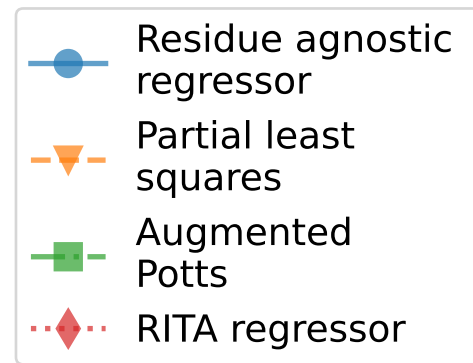 Residue agnostic
regressor
Partial least
squares
Augmented
Potts
RITA regressor